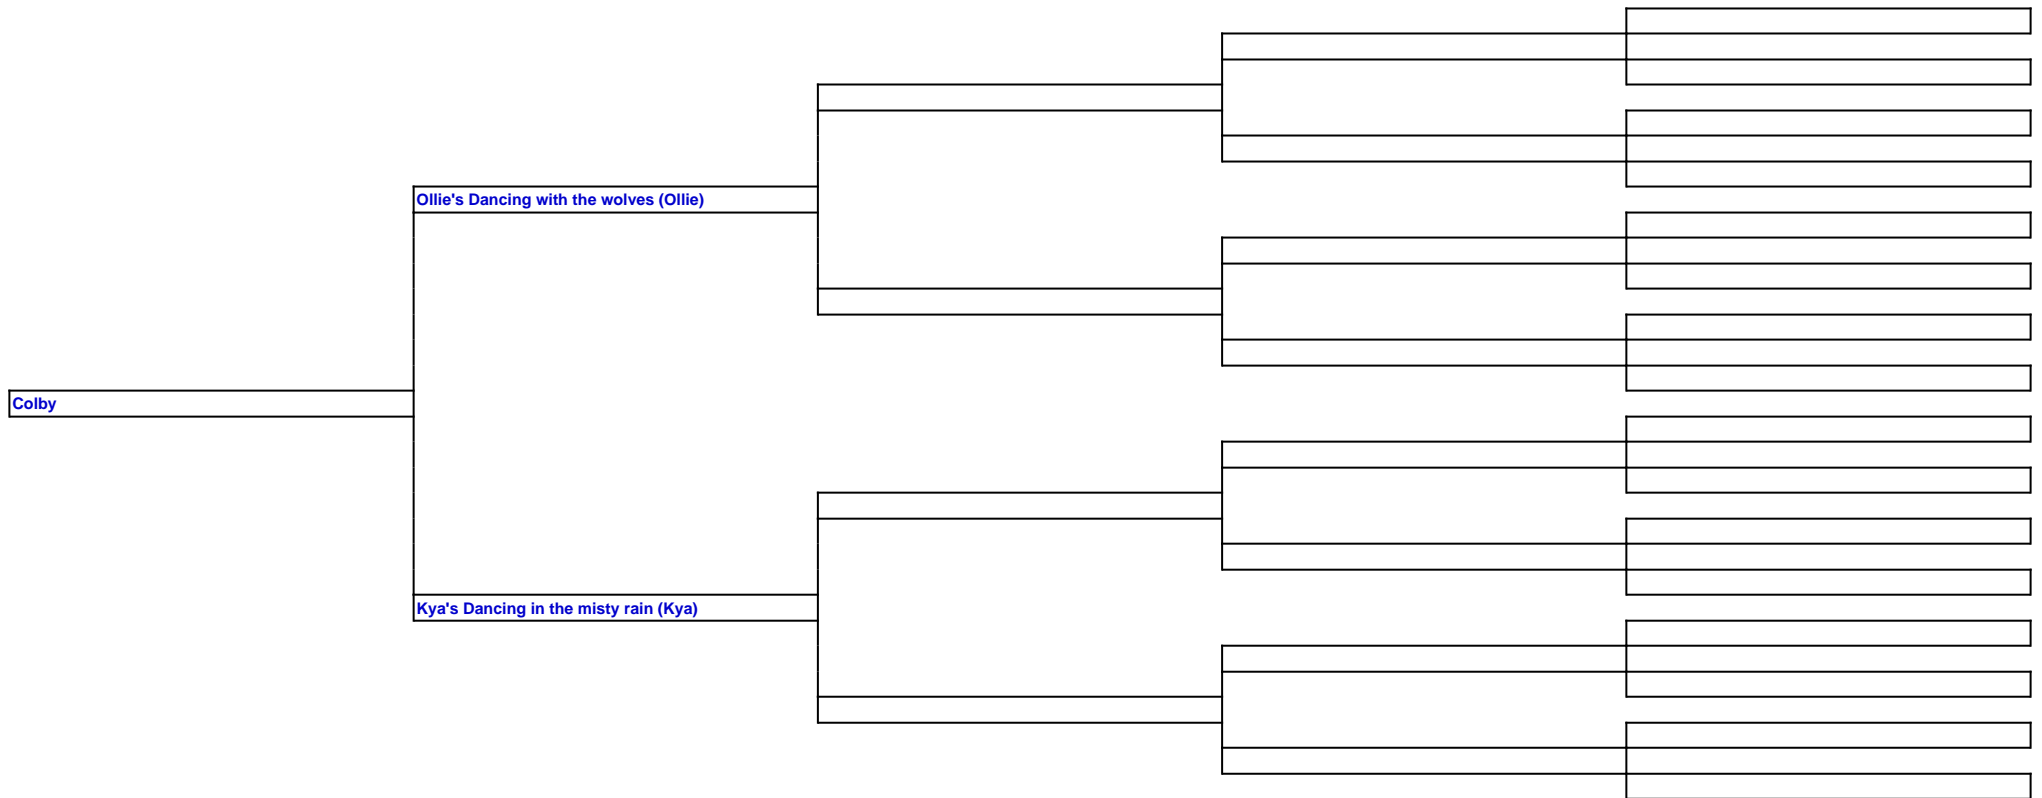 Ollie's Dancing with the wolves (Ollie)
Colby
Kya's Dancing in the misty rain (Kya)